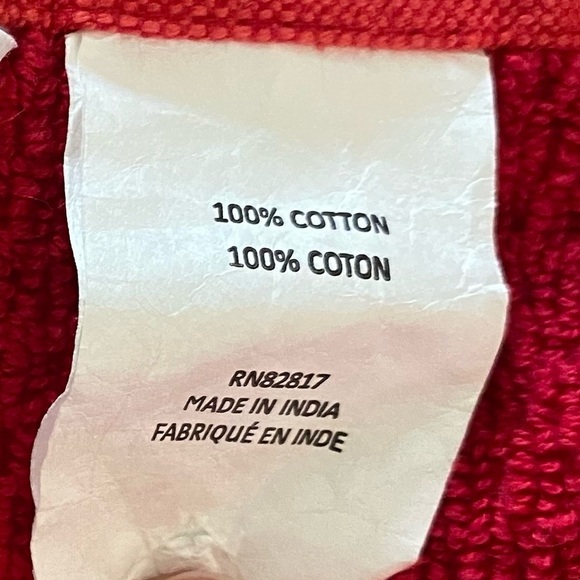 100% COTTON
100% COTON
RN82817
MADE IN INDIA
FABRIQUÉ EN INDE